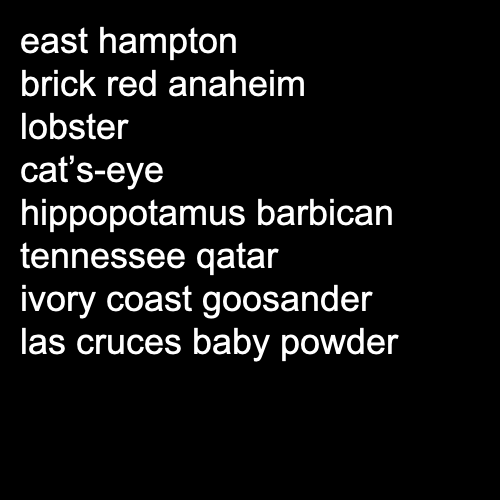 east hampton
brick red anaheim
lobster
cat’s-eye
hippopotamus barbican
tennessee qatar
ivory coast goosander
las cruces baby powder